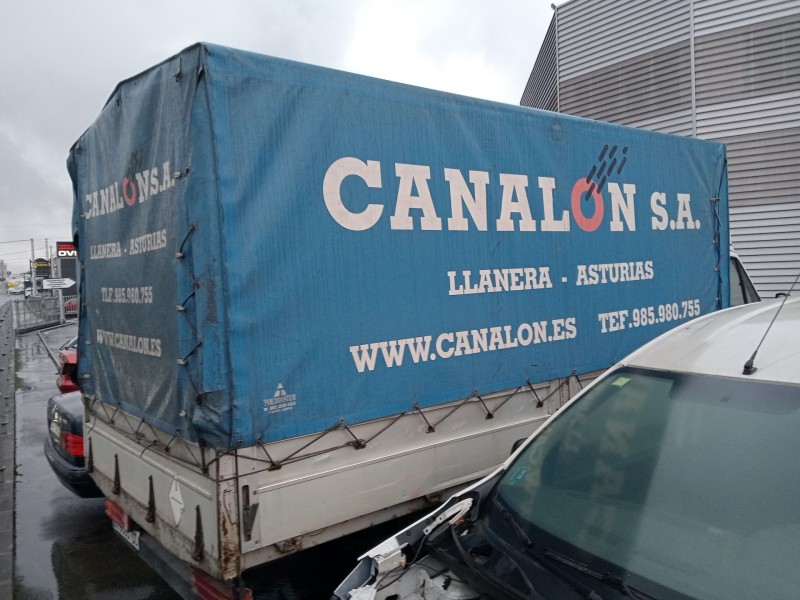 CANALON S.A.
LLANERA - ASTURIAS
TLF.985.980.755
WWW.CANALON.ES
CANALON S.A.
LLANERA - ASTURIAS
WWW.CANALON.ES TEF.985.980.755